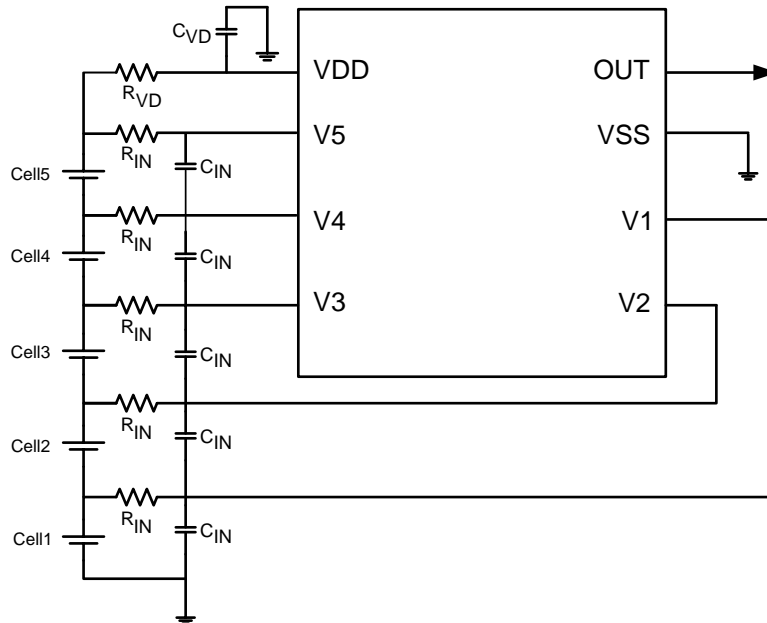 CVD
VDD
OUT
RVD
V5
VSS
RIN
CIN
Cell5
V4
V1
RIN
Cell4
CIN
V3
V2
RIN
Cell3
CIN
RIN
Cell2
CIN
RIN
Cell1
CIN